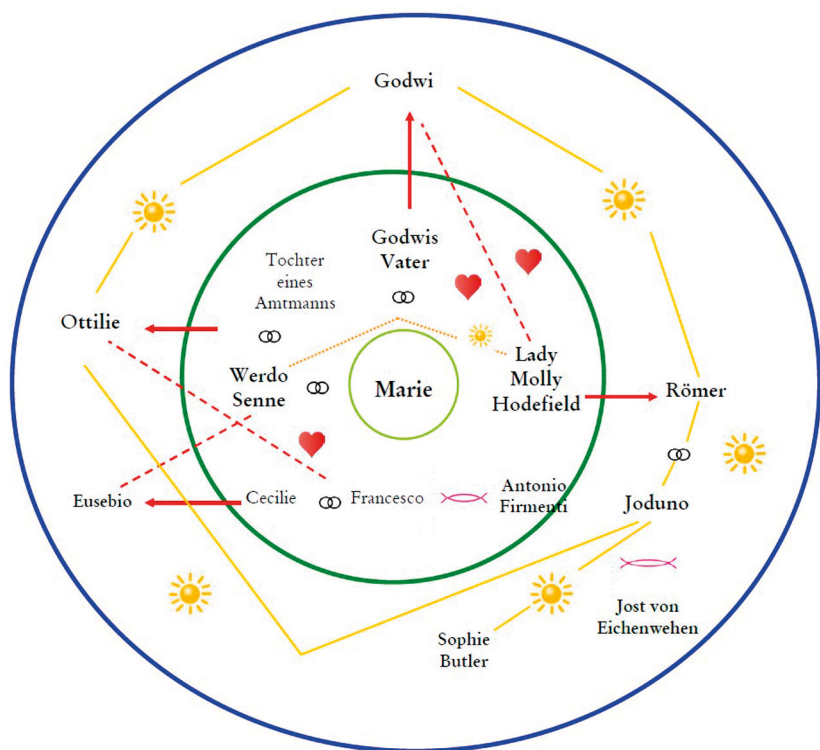 Godwi
Godwis
Vater
Tochter
eines
Amtmanns
Ottilie
Lady
Molly
Hodefield
Werdo
Senne
Marie
Römer
Eusebio
Cecilie
Francesco
Antonio
Firmenti
Joduno
Jost von
Eichenwehen
Sophie
Butler